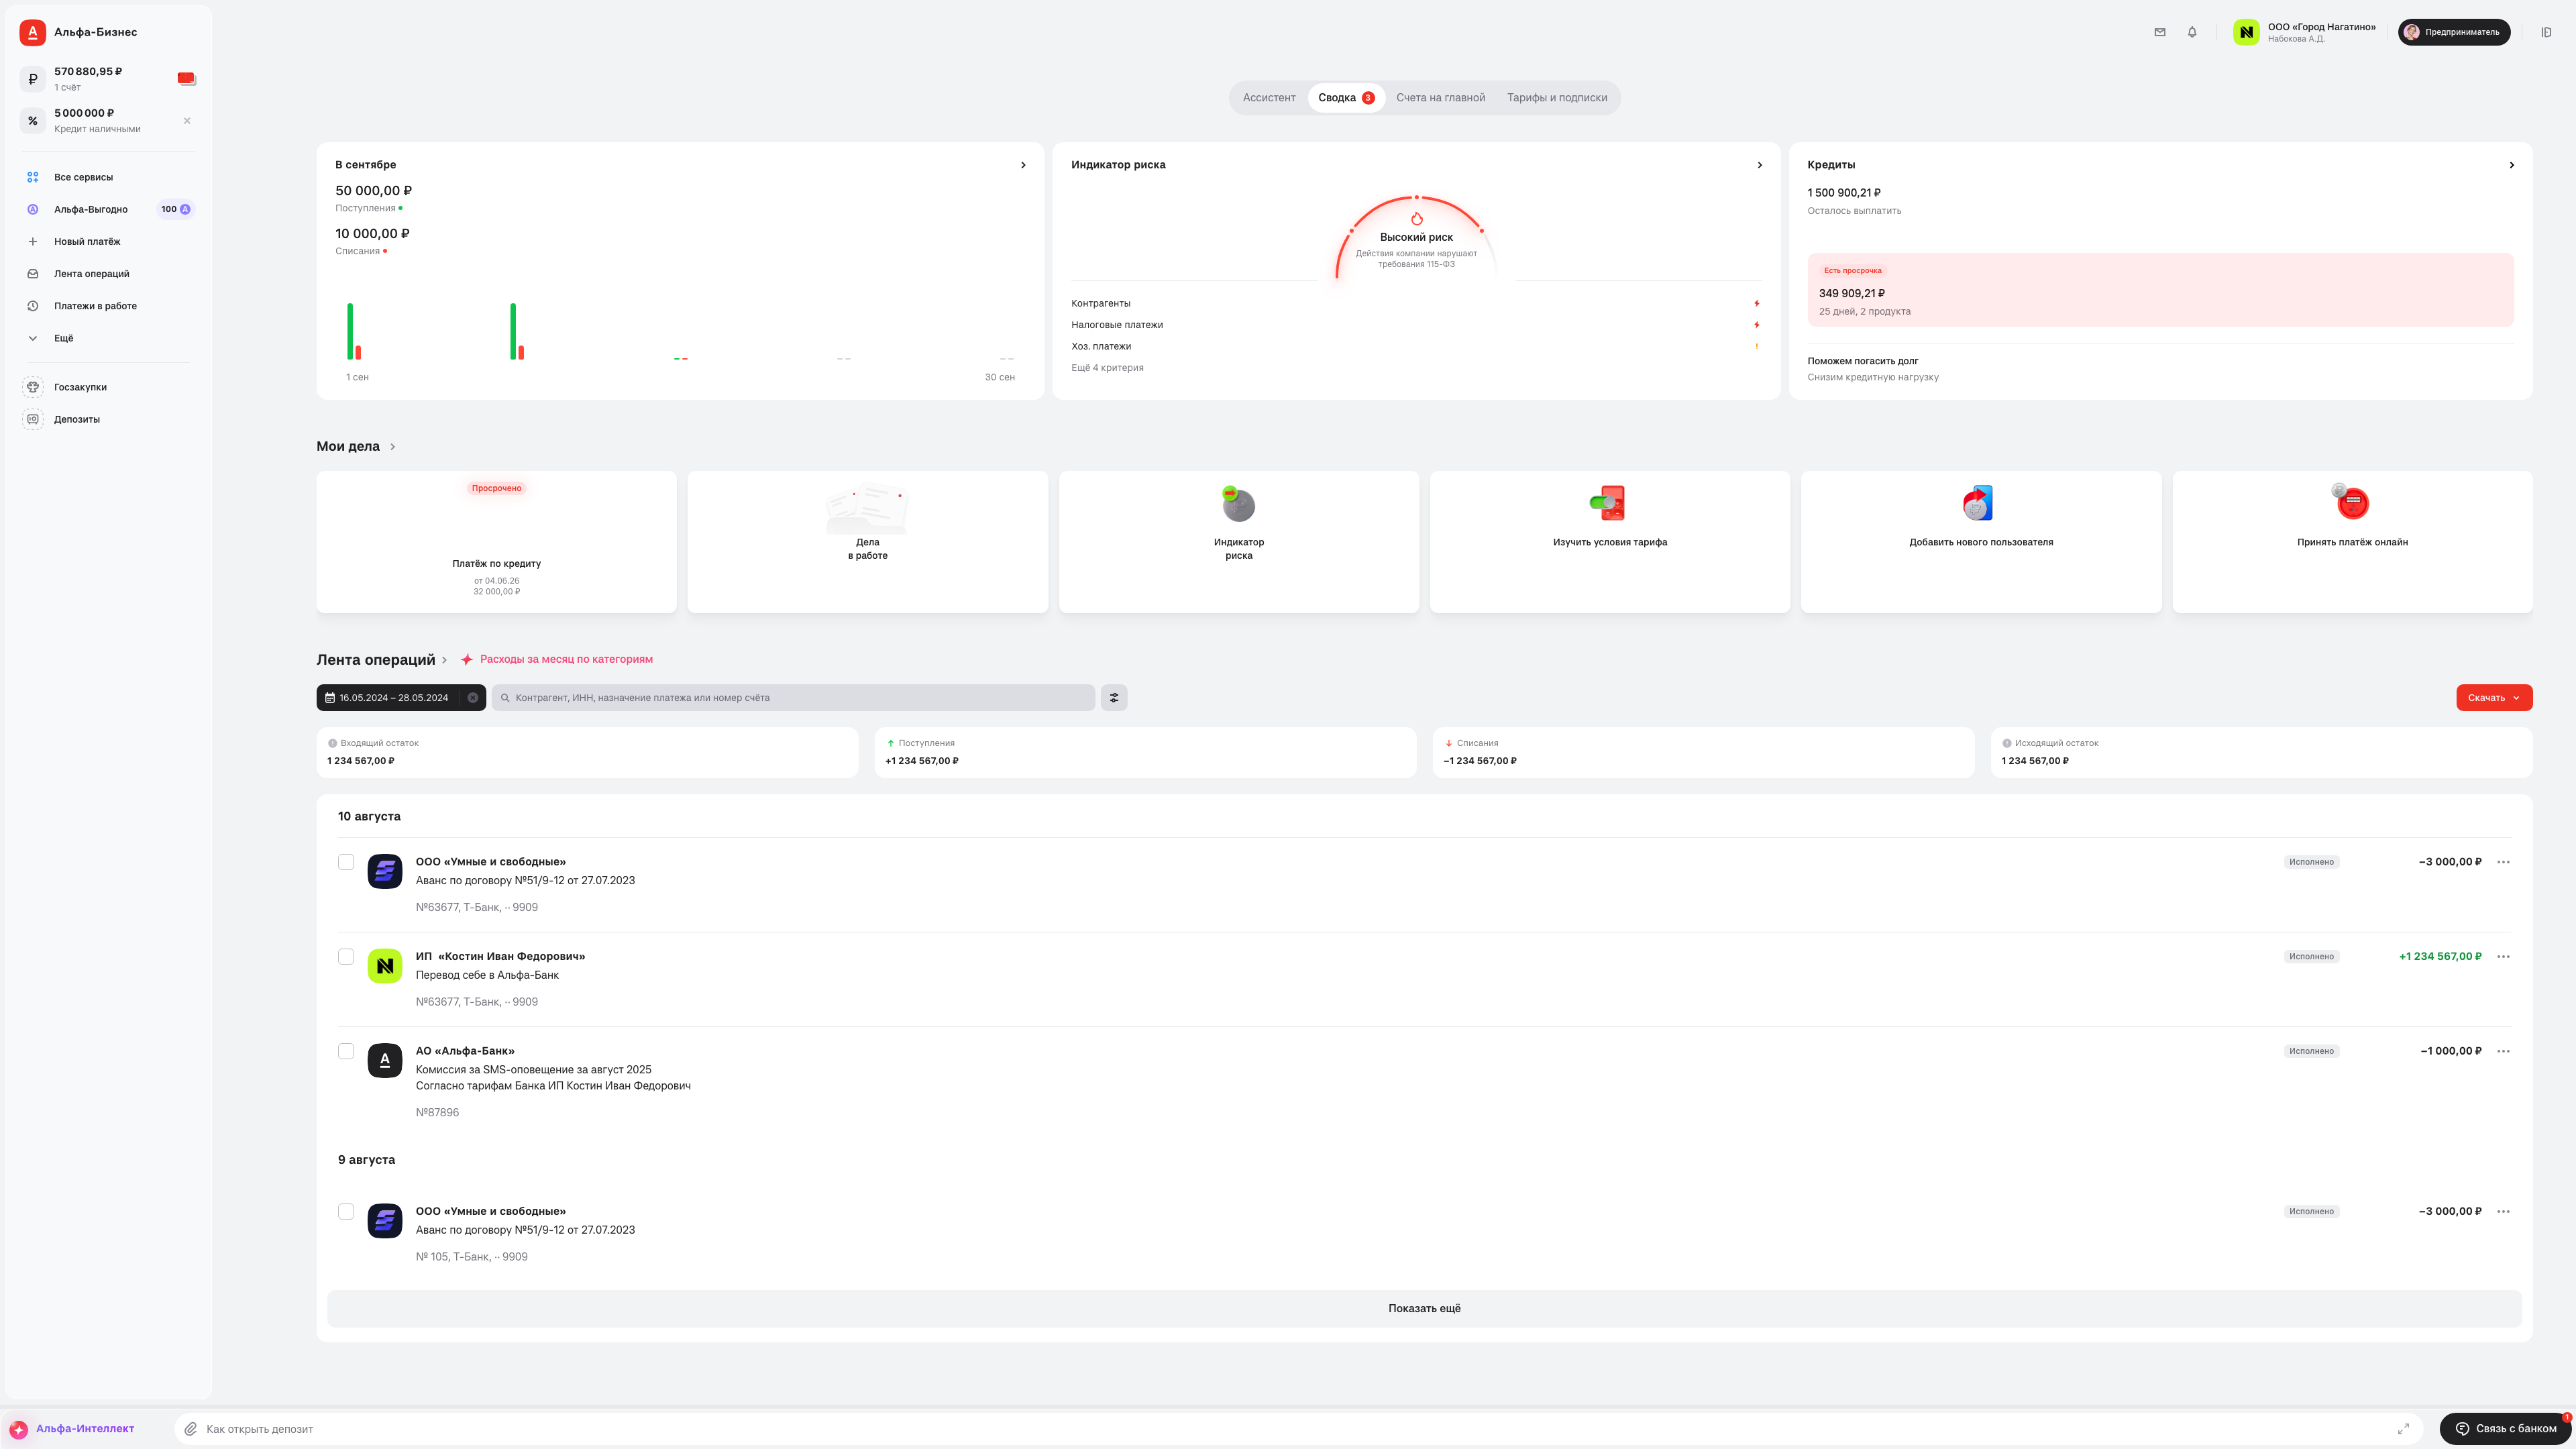 Альфа-Бизнес
570 880,95 ₽
1 счёт
5 000 000 ₽
%
Кредит наличными
Все сервисы
Альфа-Выгодно
100
Новый платёж
Лента операций
Платежи в работе
Ещё
Госзакупки
Депозиты
ООО «Город Нагатино»
Набокова А.Д.
Предприниматель
Ассистент
Сводка 3
Счета на главной
Тарифы и подписки
В сентябре
50 000,00 ₽
Поступления
10 000,00 ₽
Списания
1 сен
30 сен
Индикатор риска
Высокий риск
Действия компании нарушают
требования 115-ФЗ
Контрагенты
Налоговые платежи
Хоз. платежи
Ещё 4 критерия
Кредиты
1 500 900,21 ₽
Осталось выплатить
Есть просрочка
349 909,21 ₽
25 дней, 2 продукта
Поможем погасить долг
Снизим кредитную нагрузку
Мои дела
Просрочено
Платёж по кредиту
от 04.06.26
32 000,00 ₽
Дела
в работе
Индикатор
риска
Изучить условия тарифа
Добавить нового пользователя
Принять платёж онлайн
Лента операций
Расходы за месяц по категориям
16.05.2024 – 28.05.2024
Контрагент, ИНН, назначение платежа или номер счёта
Скачать
Входящий остаток
1 234 567,00 ₽
Поступления
+1 234 567,00 ₽
Списания
−1 234 567,00 ₽
Исходящий остаток
1 234 567,00 ₽
10 августа
ООО «Умные и свободные»
Исполнено
−3 000,00 ₽
Аванс по договору №51/9-12 от 27.07.2023
№63677, Т-Банк, ·· 9909
ИП «Костин Иван Федорович»
Исполнено
+1 234 567,00 ₽
Перевод себе в Альфа-Банк
№63677, Т-Банк, ·· 9909
АО «Альфа-Банк»
Исполнено
−1 000,00 ₽
Комиссия за SMS-оповещение за август 2025
Согласно тарифам Банка ИП Костин Иван Федорович
№87896
9 августа
ООО «Умные и свободные»
Исполнено
−3 000,00 ₽
Аванс по договору №51/9-12 от 27.07.2023
№ 105, Т-Банк, ·· 9909
Показать ещё
Альфа-Интеллект
Как открыть депозит
Связь с банком
1